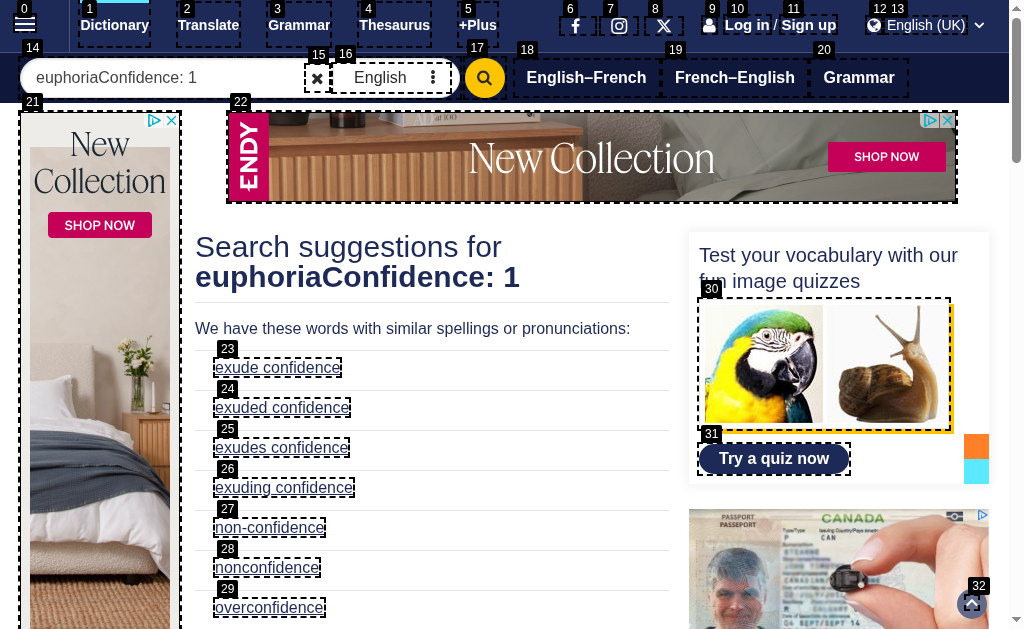 0
1
2
3
4
5
6
7
8
9
10
11
12
13
Dictionary
Translate
Grammar
Thesaurus
+Plus
Log in / Sign up
English (UK)
14
15
16
17
18
19
20
euphoriaConfidence: 1
English
English–French
French–English
Grammar
21
22
New
Collection
SHOP NOW
ENDY
New Collection
SHOP NOW
Search suggestions for
euphoriaConfidence: 1
We have these words with similar spellings or pronunciations:
23
exude confidence
24
exuded confidence
25
exudes confidence
26
exuding confidence
27
non-confidence
28
nonconfidence
29
overconfidence
Test your vocabulary with our
fun image quizzes
30
31
Try a quiz now
PASSPORT
PASSEPORT
CANADA
Type/Type
P
CAN
32